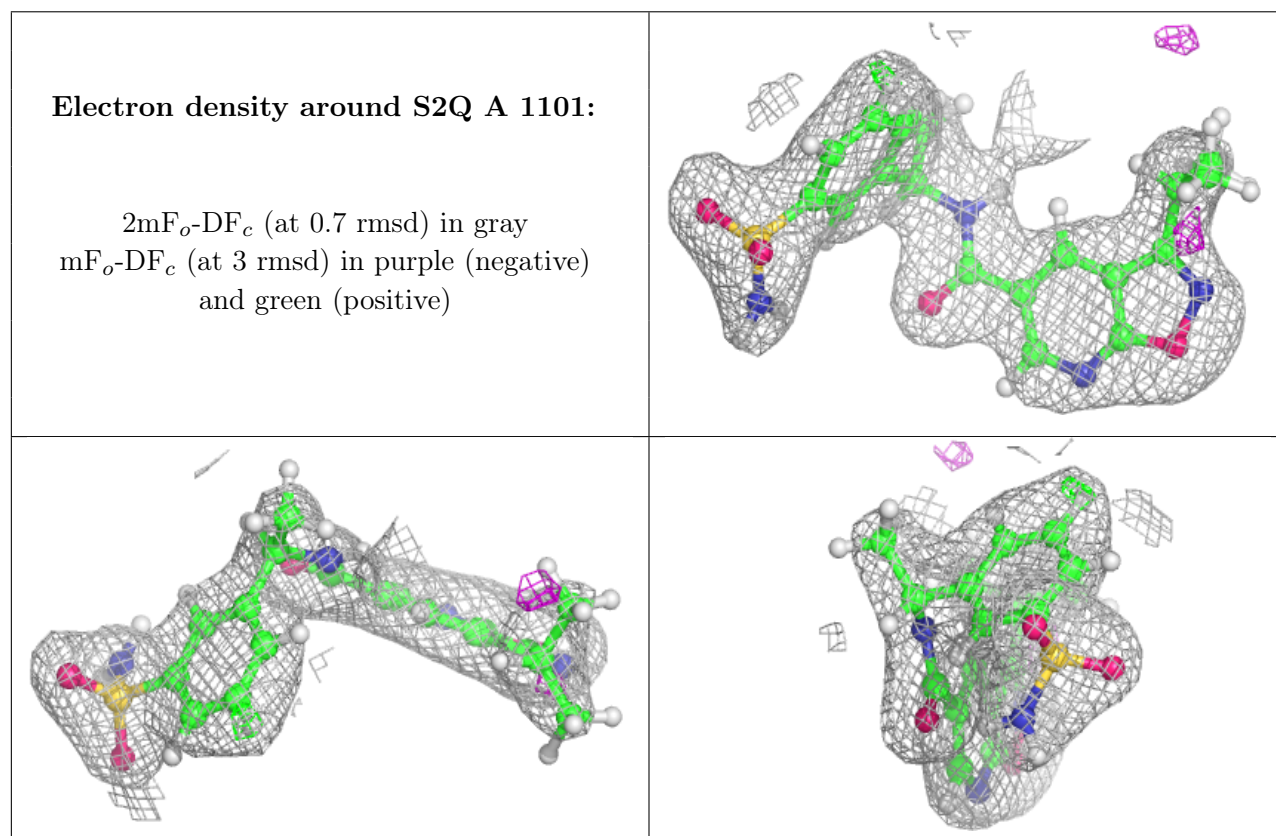 Electron density around S2Q A 1101:
2mFo-DFc (at 0.7 rmsd) in gray
mFo-DFc (at 3 rmsd) in purple (negative)
and green (positive)